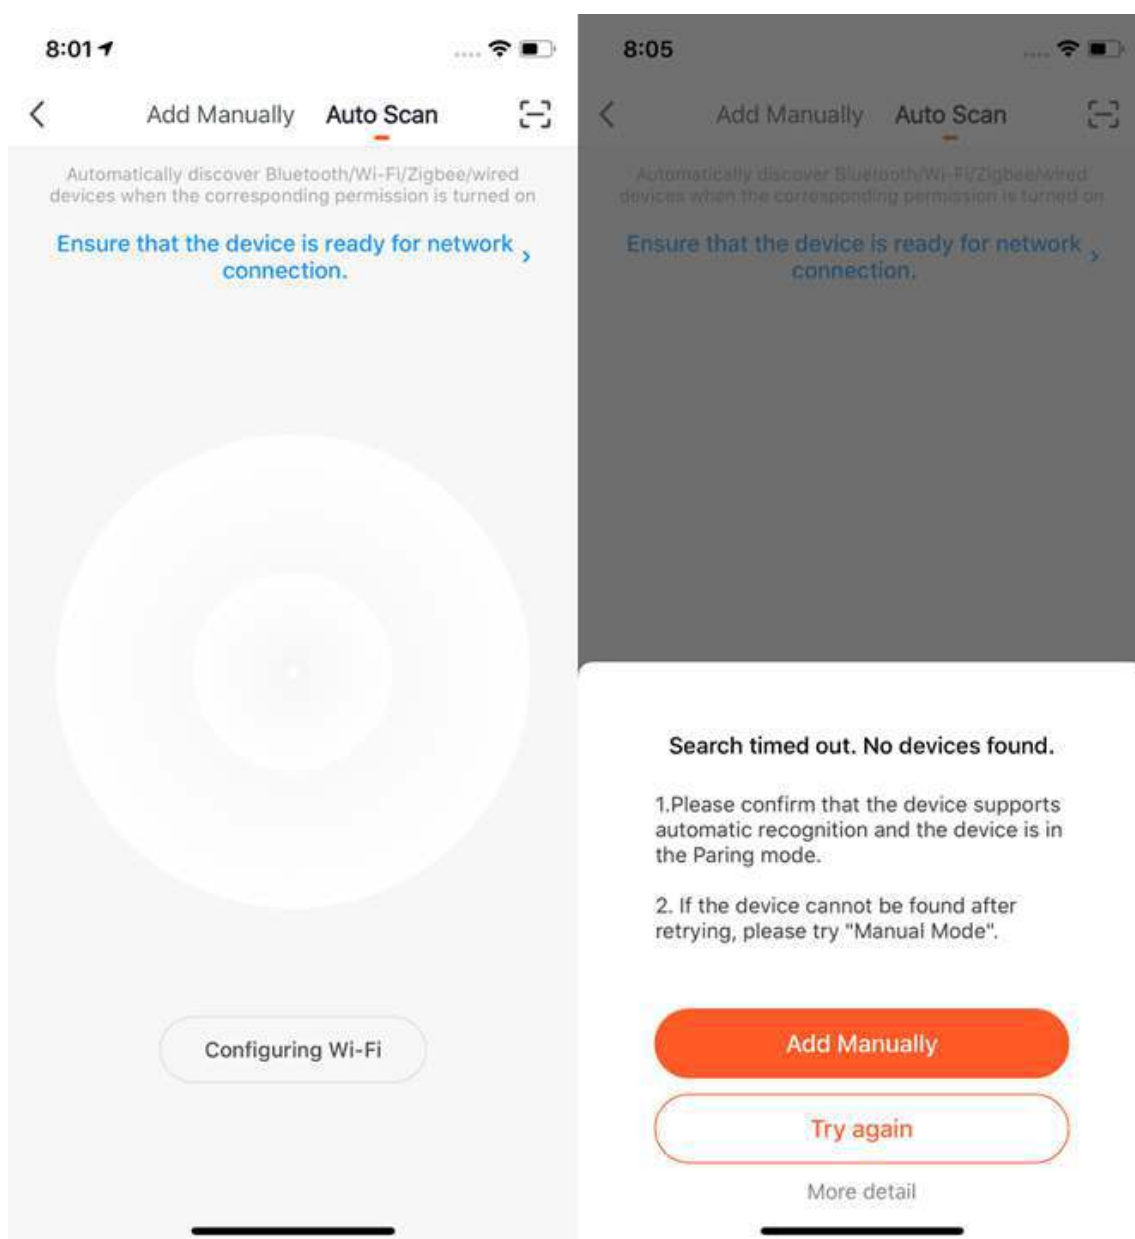 8:01
Add Manually Auto Scan
Automatically discover Bluetooth/Wi-Fi/Zigbee/wired
devices when the corresponding permission is turned on
Ensure that the device is ready for network
connection.
Configuring Wi-Fi
8:05
Add Manually Auto Scan
Automatically discover Bluetooth/Wi-Fi/Zigbee/wired
devices when the corresponding permission is turned on
Ensure that the device is ready for network
connection.
Search timed out. No devices found.
1.Please confirm that the device supports
automatic recognition and the device is in
the Paring mode.
2. If the device cannot be found after
retrying, please try "Manual Mode".
Add Manually
Try again
More detail